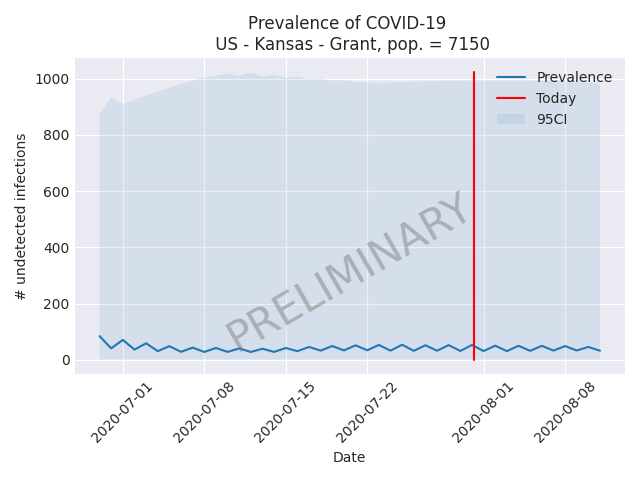 Prevalence of COVID-19
US - Kansas - Grant, pop. = 7150
1000
800
600
400
200
0
# undetected infections
Prevalence
Today
95CI
PRELIMINARY
2020-07-01
2020-07-08
2020-07-15
2020-07-22
2020-08-01
2020-08-08
Date